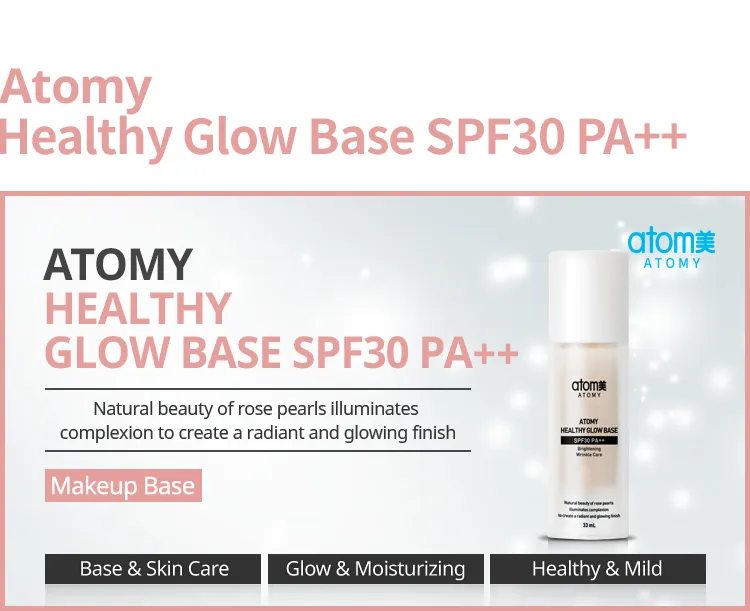 Atomy
Healthy Glow Base SPF30 PA++
atom美
ATOMY
ATOMY
HEALTHY
GLOW BASE SPF30 PA++
Natural beauty of rose pearls illuminates
complexion to create a radiant and glowing finish
Makeup Base
atom美
ATOMY
ATOMY
HEALTHY GLOW BASE
SPF30 PA++
Brightening
Wrinkle Care
Natural beauty of rose pearls
illuminates complexion
to create a radiant and glowing finish
33 mL
Base & Skin Care
Glow & Moisturizing
Healthy & Mild